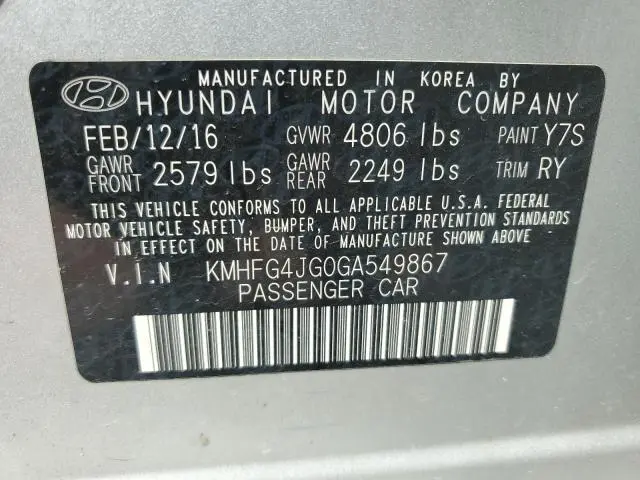 MANUFACTURED IN KOREA BY
HYUNDAI MOTOR COMPANY
FEB/12/16 GVWR 4806 lbs PAINT Y7S
GAWR FRONT 2579 lbs GAWR REAR 2249 lbs TRIM RY
THIS VEHICLE CONFORMS TO ALL APPLICABLE U.S.A. FEDERAL
MOTOR VEHICLE SAFETY, BUMPER, AND THEFT PREVENTION STANDARDS
IN EFFECT ON THE DATE OF MANUFACTURE SHOWN ABOVE.
V.I.N KMHFG4JG0GA549867
PASSENGER CAR